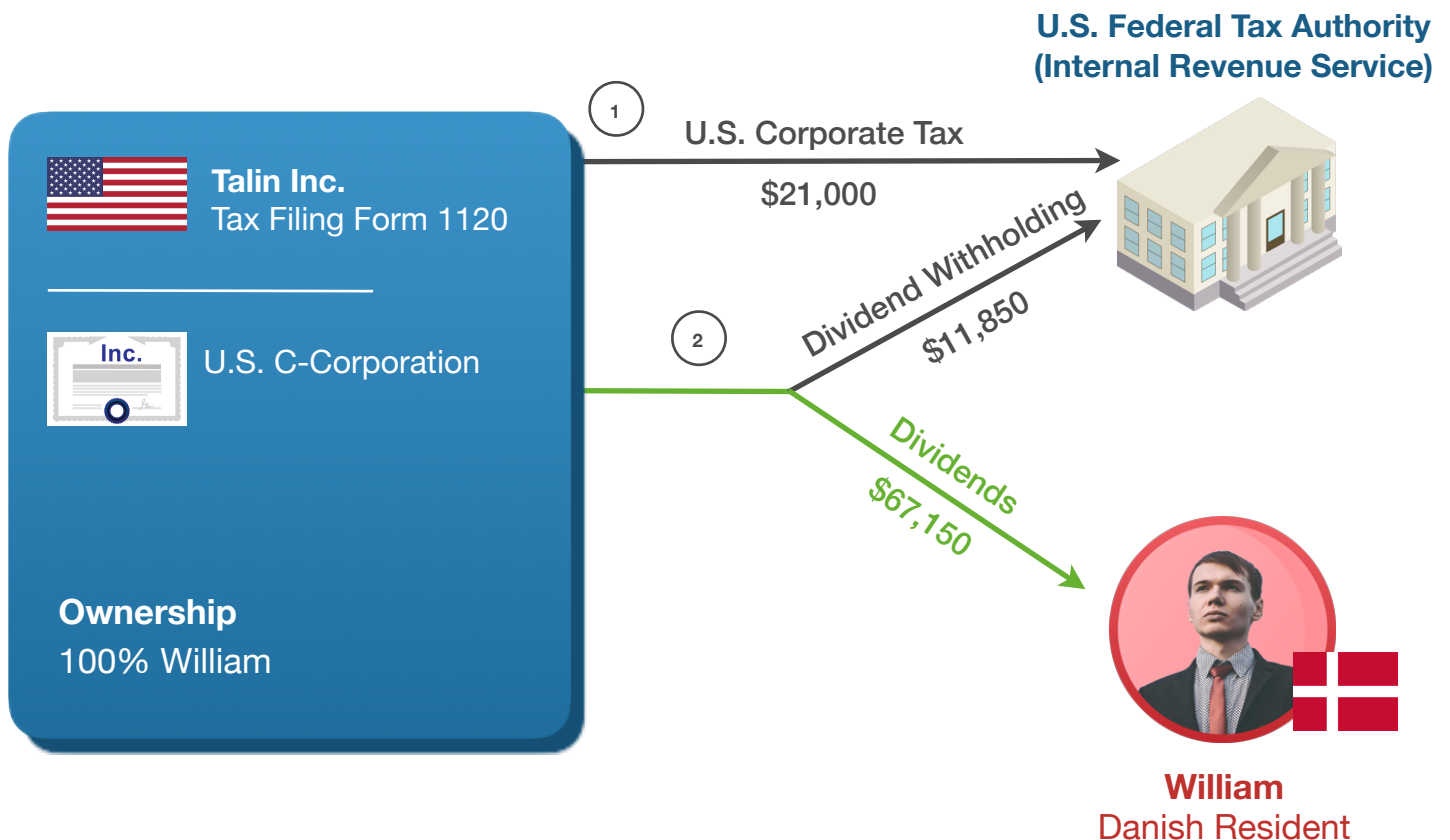 U.S. Federal Tax Authority
(Internal Revenue Service)
1
U.S. Corporate Tax
$21,000
Talin Inc.
Tax Filing Form 1120
Inc.
U.S. C-Corporation
2
Dividend Withholding
$11,850
Dividends
$67,150
Ownership
100% William
William
Danish Resident